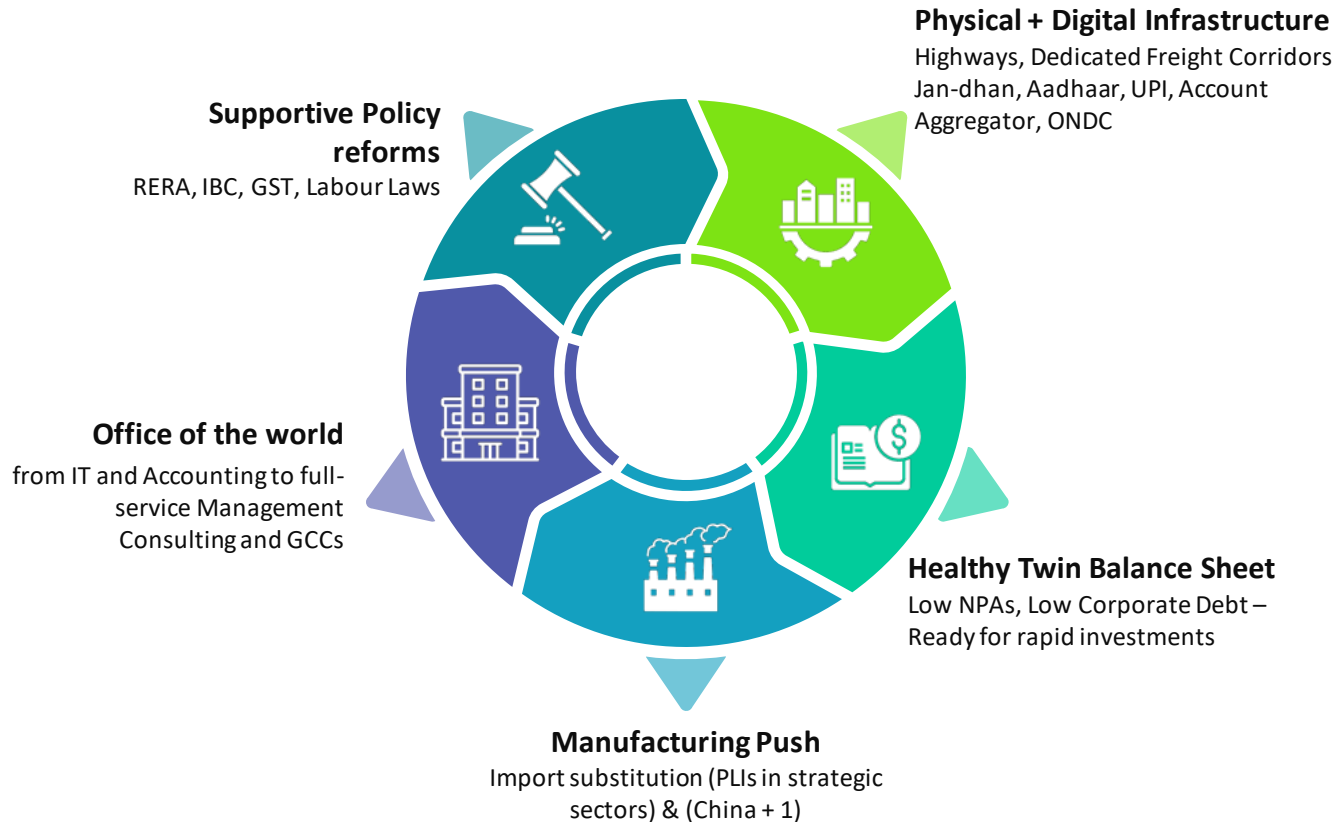 Physical + Digital Infrastructure
Highways, Dedicated Freight Corridors
Jan-dhan, Aadhaar, UPI, Account
Aggregator, ONDC
Supportive Policy
reforms
RERA, IBC, GST, Labour Laws
Office of the world
from IT and Accounting to full-
service Management
Consulting and GCCs
Healthy Twin Balance Sheet
Low NPAs, Low Corporate Debt –
Ready for rapid investments
Manufacturing Push
Import substitution (PLIs in strategic
sectors) & (China + 1)
$